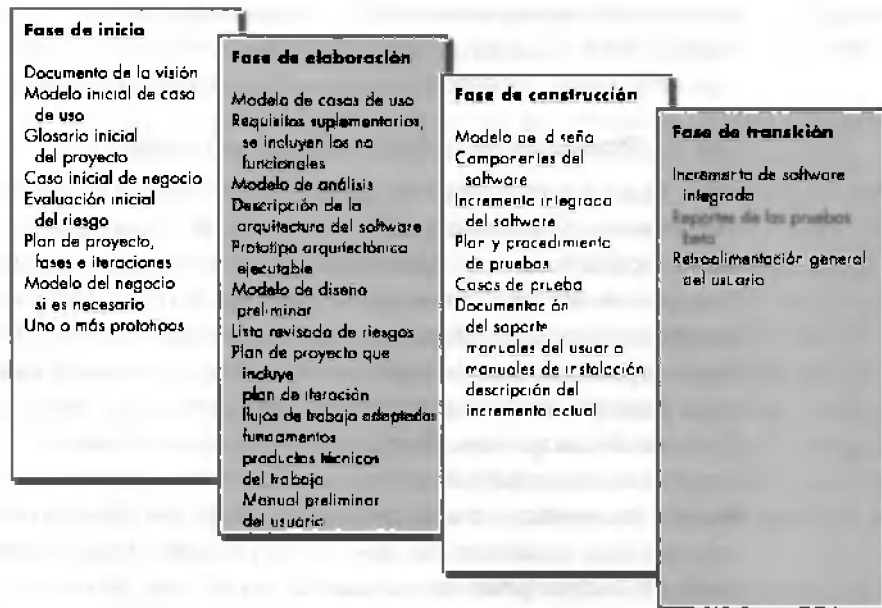 Fase de inicio
Documento de la visión
Modelo inicial de caso
de uso
Glosario inicial
del proyecto
Caso inicial de negocio
Evaluación inicial
del riesgo
Plan de proyecto,
fases e iteraciones
Modelo del negocio
si es necesario
Uno o más prototipos
Fase de elaboración
Modelo de casos de uso
Requisitos suplementarios,
se incluyen los no
funcionales
Modelo de análisis
Descripción de la
arquitectura del software
Prototipo arquitectónico
ejecutable
Modelo de diseño
preliminar
Lista revisada de riesgos
Plan de proyecto que
incluye
plan de iteración
flujos de trabajo adaptados
fundamentos
productos técnicos
del trabajo
Manual preliminar
del usuario
Fase de construcción
Modelo de diseño
Componentes del
software
Incremento integrado
del software
Plan y procedimiento
de pruebas
Casos de prueba
Documentación
del soporte
manuales del usuario
manuales de instalación
descripción del
incremento actual
Fase de transición
Incremento de software
integrado
Reportes de las pruebas
beta
Retroalimentación general
del usuario